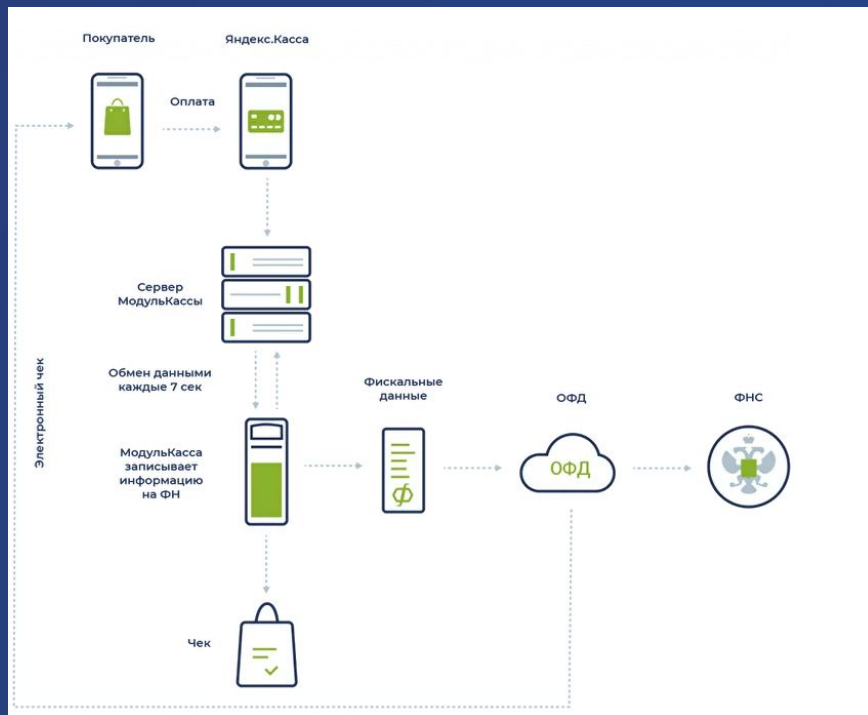 Покупатель
Яндекс.Касса
Оплата
Сервер
МодульКассы
Обмен данными
каждые 7 сек
Фискальные
данные
ОФД
ФНС
Электронный чек
МодульКасса
записывает
информацию
на ФН
ОФД
Чек